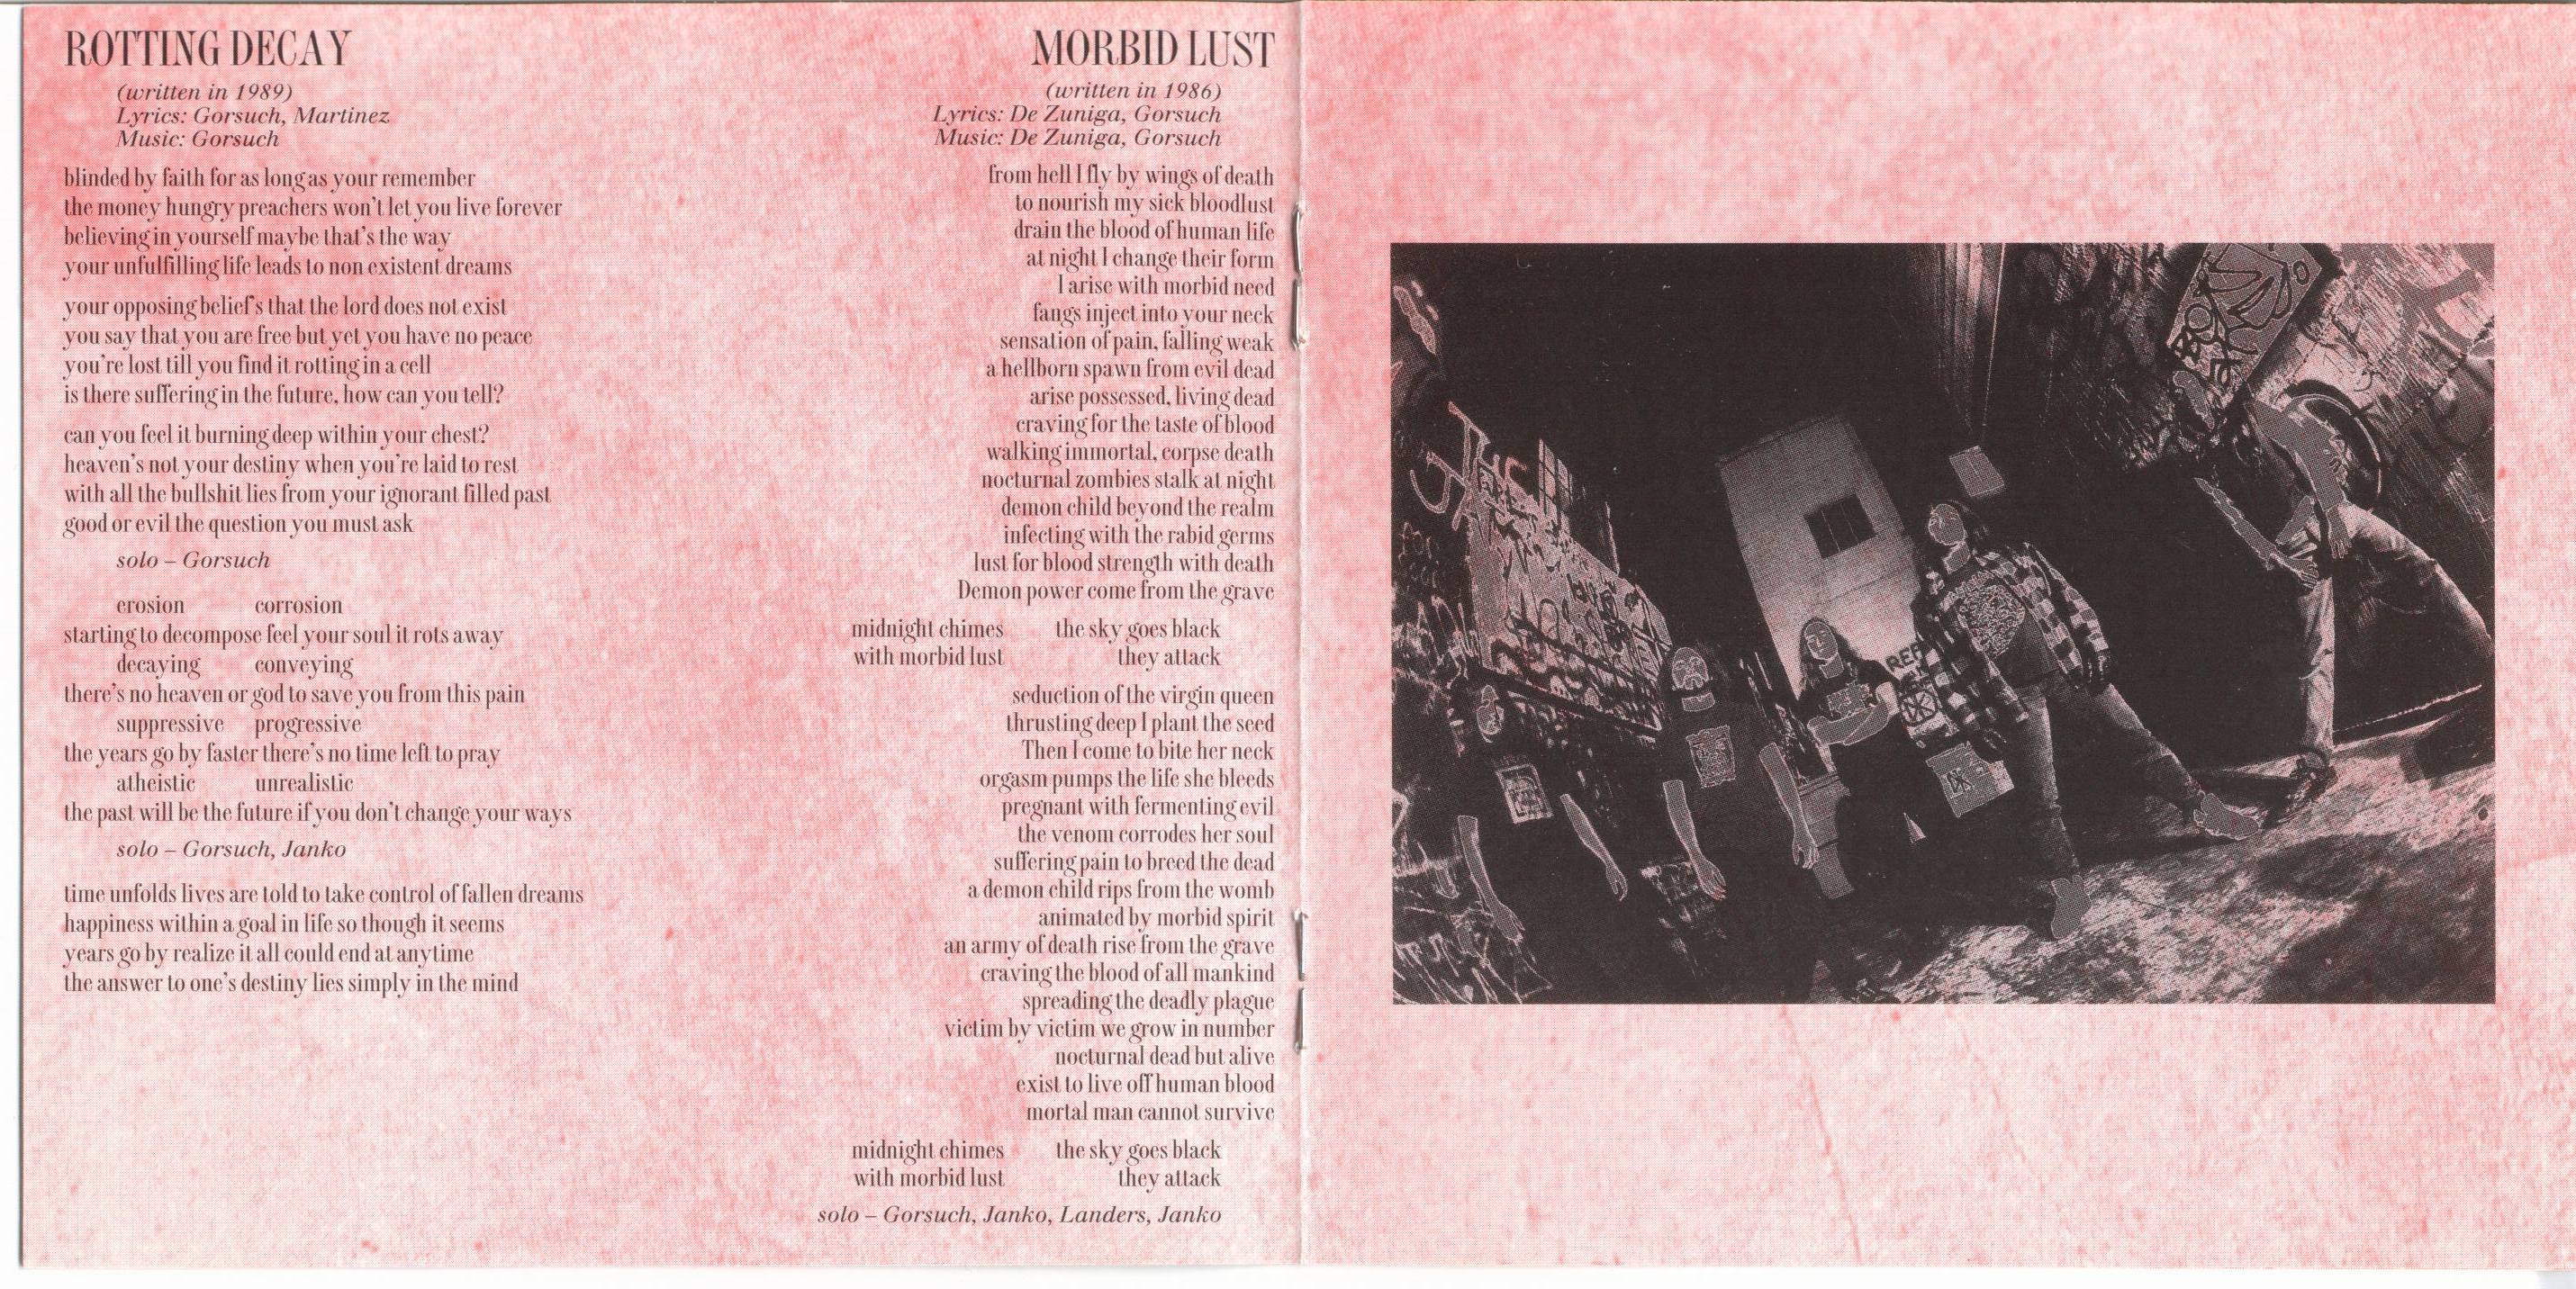 ROTTING DECAY
(written in 1989)
Lyrics: Gorsuch, Martinez
Music: Gorsuch
blinded by faith for as long as your remember
the money hungry preachers won't let you live forever
believing in yourself maybe that's the way
your unfulfilling life leads to non existent dreams
your opposing belief's that the lord does not exist
you say that you are free but yet you have no peace
you're lost till you find it rotting in a cell
is there suffering in the future, how can you tell?
can you feel it burning deep within your chest?
heaven's not your destiny when you're laid to rest
with all the bullshit lies from your ignorant filled past
good or evil the question you must ask
solo – Gorsuch
erosion corrosion
starting to decompose feel your soul it rots away
decaying conveying
there's no heaven or god to save you from this pain
suppressive progressive
the years go by faster there's no time left to pray
atheistic unrealistic
the past will be the future if you don't change your ways
solo – Gorsuch, Janko
time unfolds lives are told to take control of fallen dreams
happiness within a goal in life so though it seems
years go by realize it all could end at anytime
the answer to one's destiny lies simply in the mind
MORBID LUST
(written in 1986)
Lyrics: De Zuniga, Gorsuch
Music: De Zuniga, Gorsuch
from hell I fly by wings of death
to nourish my sick bloodlust
drain the blood of human life
at night I change their form
I arise with morbid need
fangs inject into your neck
sensation of pain, falling weak
a hellborn spawn from evil dead
arise possessed, living dead
craving for the taste of blood
walking immortal, corpse death
nocturnal zombies stalk at night
demon child beyond the realm
infecting with the rabid germs
lust for blood strength with death
Demon power come from the grave
midnight chimes the sky goes black
with morbid lust they attack
seduction of the virgin queen
thrusting deep I plant the seed
Then I come to bite her neck
orgasm pumps the life she bleeds
pregnant with fermenting evil
the venom corrodes her soul
suffering pain to breed the dead
a demon child rips from the womb
animated by morbid spirit
an army of death rise from the grave
craving the blood of all mankind
spreading the deadly plague
victim by victim we grow in number
nocturnal dead but alive
exist to live off human blood
mortal man cannot survive
midnight chimes the sky goes black
with morbid lust they attack
solo – Gorsuch, Janko, Landers, Janko